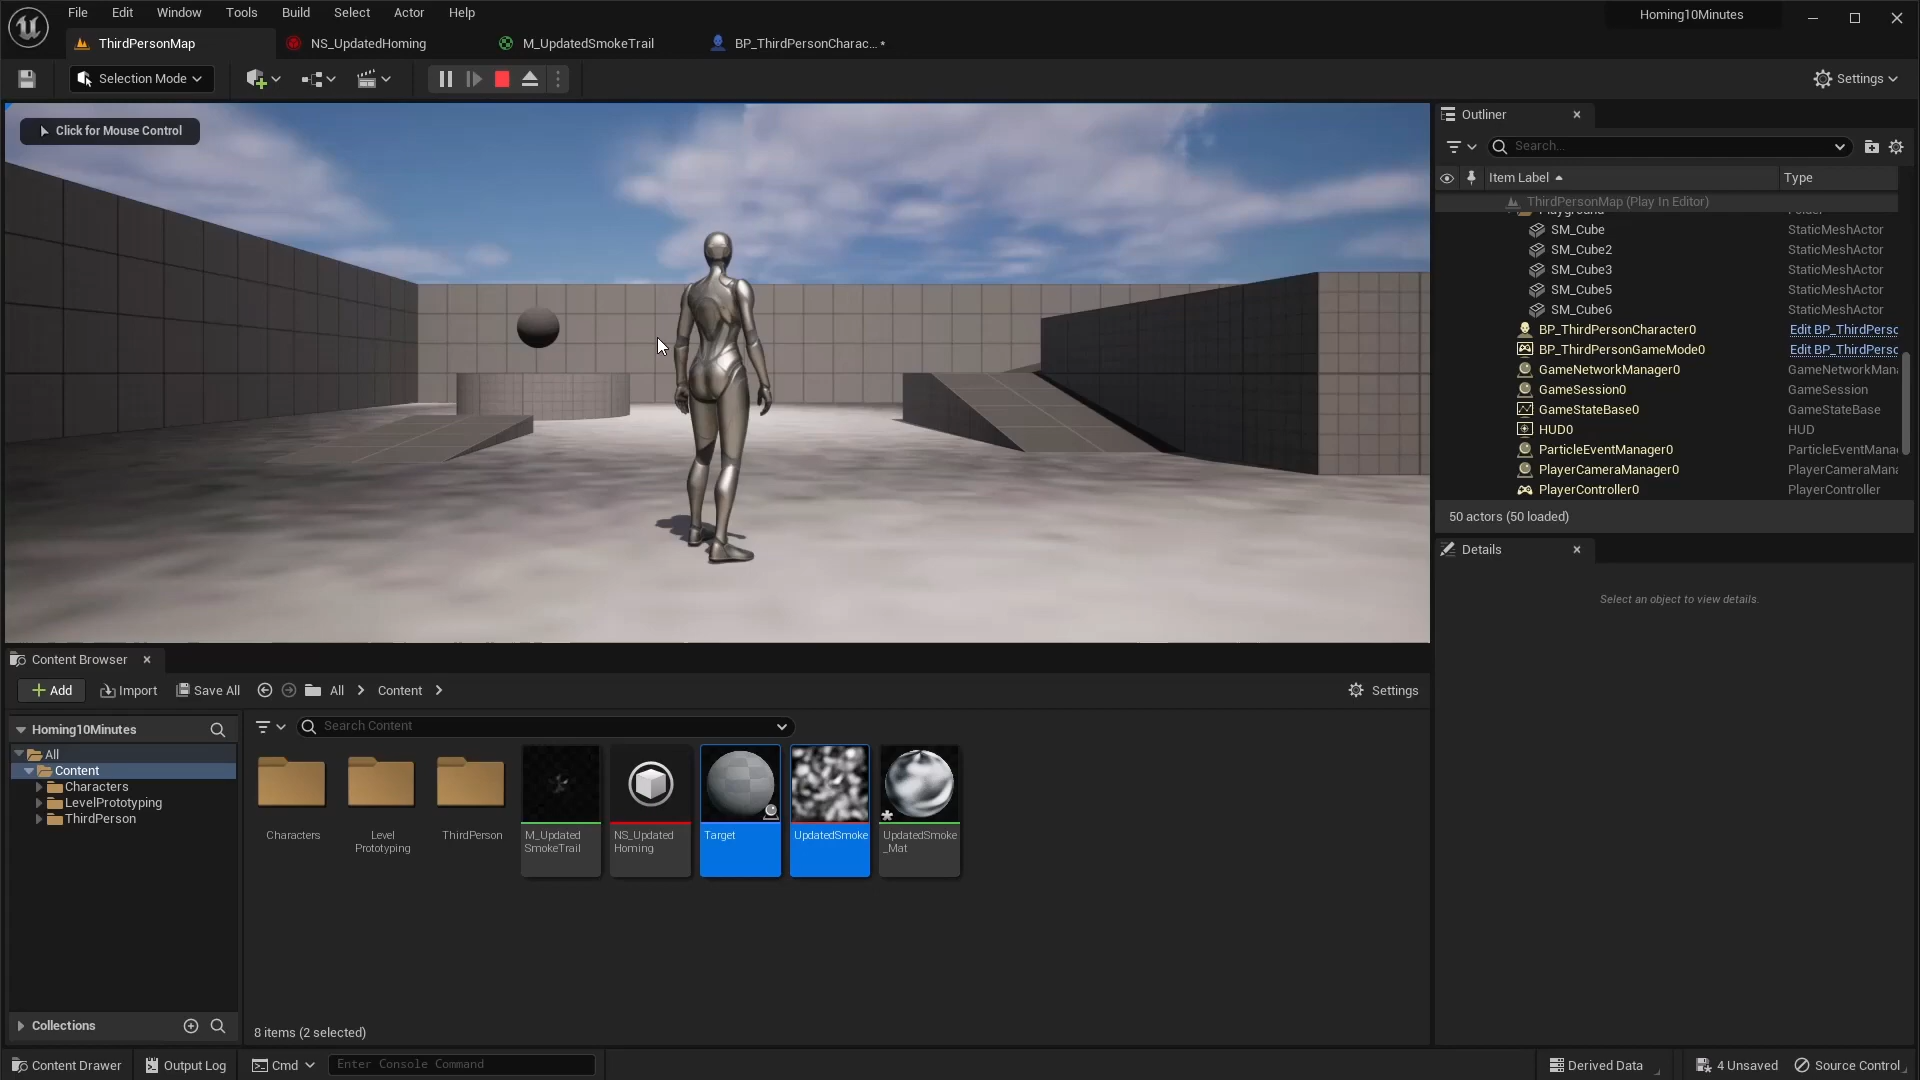 File Edit Window Tools Build Select Actor Help
Homing10Minutes
ThirdPersonMap
NS_UpdatedHoming
M_UpdatedSmokeTrail
BP_ThirdPersonCharac... •
Selection Mode
Settings
Click for Mouse Control
Outliner
Search...
Item Label
Type
ThirdPersonMap (Play In Editor)
SM_Cube StaticMeshActor
SM_Cube2 StaticMeshActor
SM_Cube3 StaticMeshActor
SM_Cube5 StaticMeshActor
SM_Cube6 StaticMeshActor
BP_ThirdPersonCharacter0 Edit BP_ThirdPerso
BP_ThirdPersonGameMode0 Edit BP_ThirdPerso
GameNetworkManager0 GameNetworkMan
GameSession0 GameSession
GameStateBase0 GameStateBase
HUD0 HUD
ParticleEventManager0 ParticleEventMana
PlayerCameraManager0 PlayerCameraMana
PlayerController0 PlayerController
50 actors (50 loaded)
Details
Select an object to view details.
Content Browser
Add
Import
Save All
All
Content
Settings
Homing10Minutes
Search Content
All
Content
Characters
LevelPrototyping
ThirdPerson
Characters
Level
Prototyping
ThirdPerson
M_Updated
SmokeTrail
NS_Updated
Homing
Target
UpdatedSmoke
UpdatedSmoke
_Mat
Collections
8 items (2 selected)
Content Drawer
Output Log
Cmd
Enter Console Command
Derived Data
4 Unsaved
Source Control